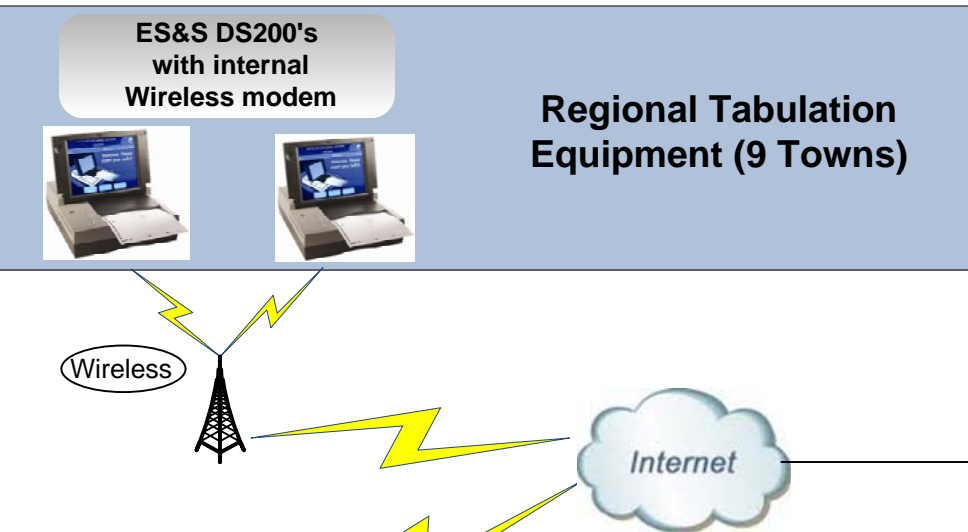 ES&S DS200's
with internal
Wireless modem
Regional Tabulation
Equipment (9 Towns)
Wireless
Internet